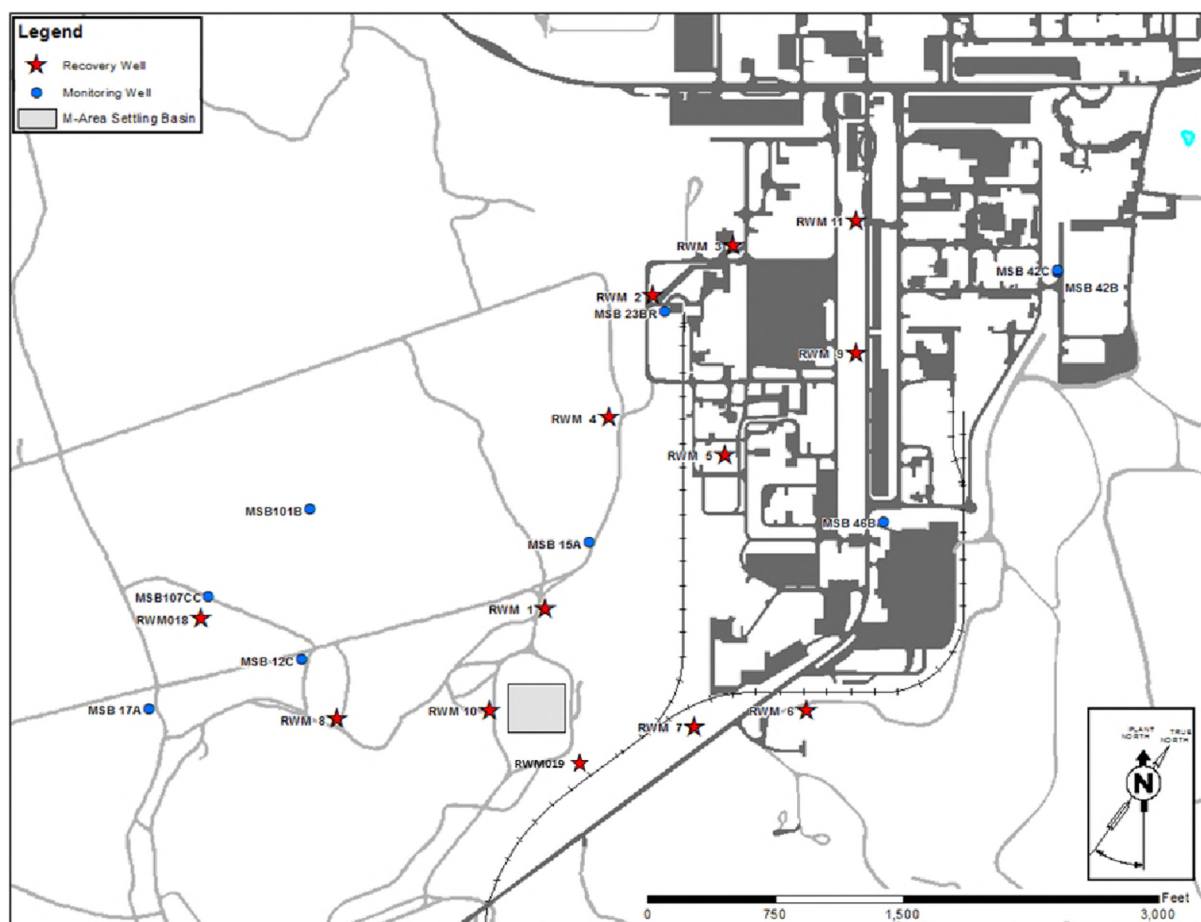 Legend
Recovery Well
Monitoring Well
M-Area Settling Basin
RWM 11
RWM 3
MSB 42C
MSB 42B
RWM 2
MSB 23BR
RWM 9
RWM 4
RWM 5
MSB101B
MSB 46B
MSB 15A
MSB107CC
RWM 1
RWM018
MSB 12C
MSB 17A
RWM 8
RWM 10
RWM 7
RWM 6
RWM019
PLANT NORTH
TRUE NORTH
N
Feet
0 750 1,500 3,000